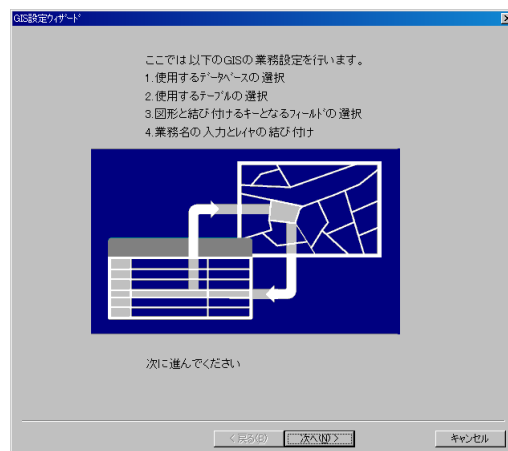 GIS設定ウィザード
ここでは以下のGISの業務設定を行います。
1.使用するデータベースの選択
2.使用するテーブルの選択
3.図形と結び付けるキーとなるフィールドの選択
4.業務名の入力とレイヤの結び付け
次に進んでください
< 戻る(B)
次へ(N) >
キャンセル